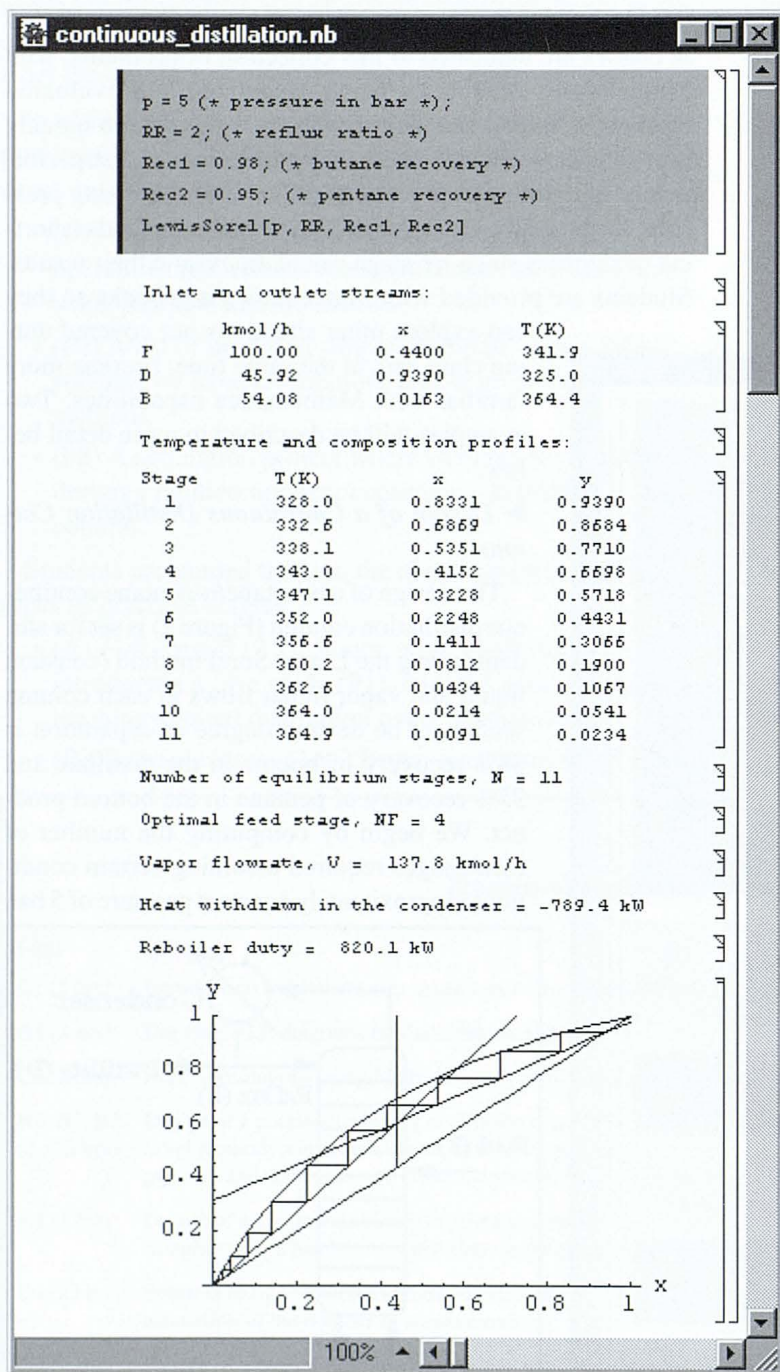 continuous_distillation.nb
p = 5 (* pressure in bar *);
RR = 2; (* reflux ratio *)
Rec1 = 0.98; (* butane recovery *)
Rec2 = 0.95; (* pentane recovery *)
LewisSorel[p, RR, Rec1, Rec2]
Inlet and outlet streams:
kmol/h x T(K)
F 100.00 0.4400 341.9
D 45.92 0.9390 325.0
B 54.08 0.0163 364.4
Temperature and composition profiles:
Stage T(K) x y
1 328.0 0.8331 0.9390
2 332.6 0.6869 0.8684
3 338.1 0.5351 0.7710
4 343.0 0.4152 0.6698
5 347.1 0.3228 0.5718
6 352.0 0.2248 0.4431
7 356.6 0.1411 0.3066
8 360.2 0.0812 0.1900
9 362.6 0.0434 0.1067
10 364.0 0.0214 0.0541
11 364.9 0.0091 0.0234
Number of equilibrium stages, N = 11
Optimal feed stage, NF = 4
Vapor flowrate, V = 137.8 kmol/h
Heat withdrawn in the condenser = -789.4 kW
Reboiler duty = 820.1 kW
y
1
0.8
0.6
0.4
0.2
0.2 0.4 0.6 0.8 1 x
100%